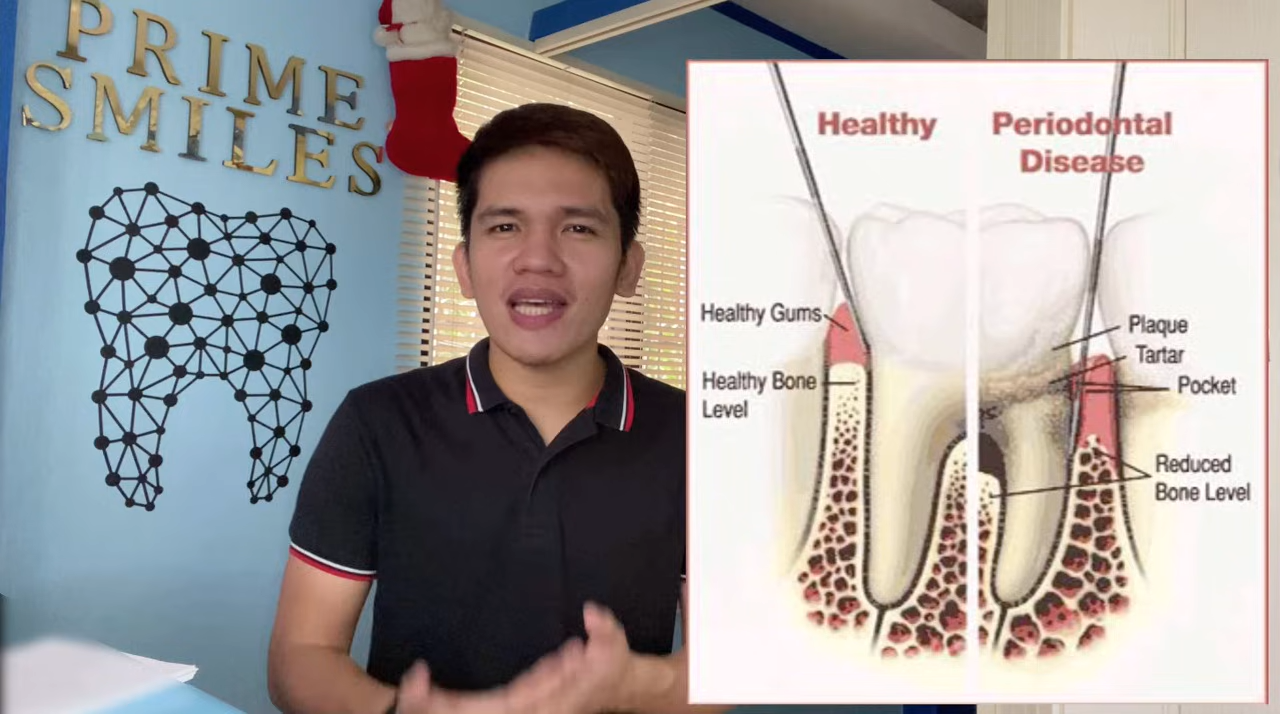 PRIME
SMILES
Healthy
Periodontal
Disease
Healthy Gums
Healthy Bone
Level
Plaque
Tartar
Pocket
Reduced
Bone Level